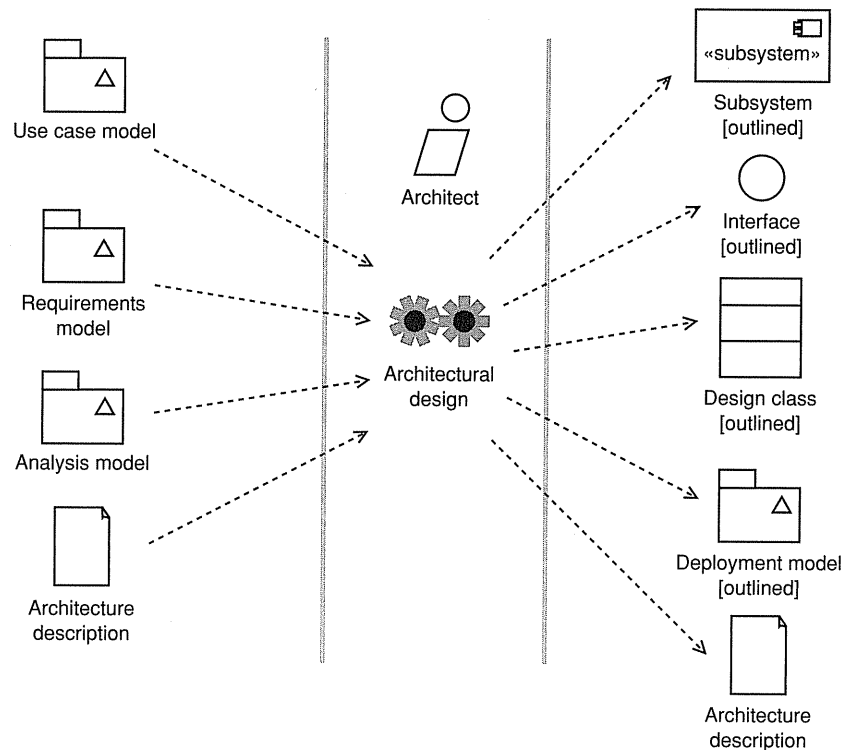 Use case model
Requirements
model
Analysis model
Architecture
description
Architect
Architectural
design
«subsystem»
Subsystem
[outlined]
Interface
[outlined]
Design class
[outlined]
Deployment model
[outlined]
Architecture
description